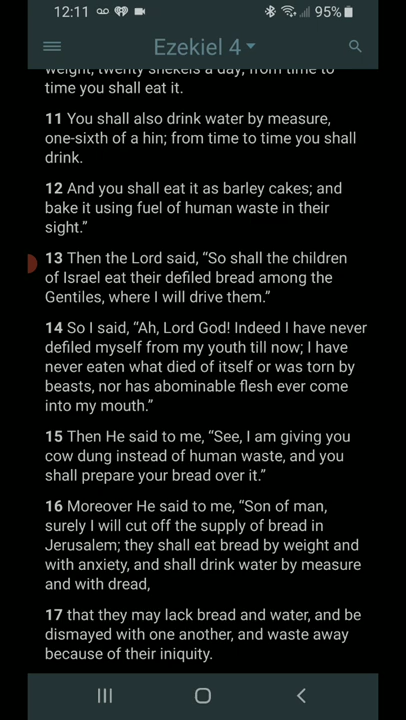 12:11
95%
Ezekiel 4
weight, twenty shekels a day; from time to
time you shall eat it.
11 You shall also drink water by measure,
one-sixth of a hin; from time to time you shall
drink.
12 And you shall eat it as barley cakes; and
bake it using fuel of human waste in their
sight.”
13 Then the Lord said, “So shall the children
of Israel eat their defiled bread among the
Gentiles, where I will drive them.”
14 So I said, “Ah, Lord God! Indeed I have never
defiled myself from my youth till now; I have
never eaten what died of itself or was torn by
beasts, nor has abominable flesh ever come
into my mouth.”
15 Then He said to me, “See, I am giving you
cow dung instead of human waste, and you
shall prepare your bread over it.”
16 Moreover He said to me, “Son of man,
surely I will cut off the supply of bread in
Jerusalem; they shall eat bread by weight and
with anxiety, and shall drink water by measure
and with dread,
17 that they may lack bread and water, and be
dismayed with one another, and waste away
because of their iniquity.